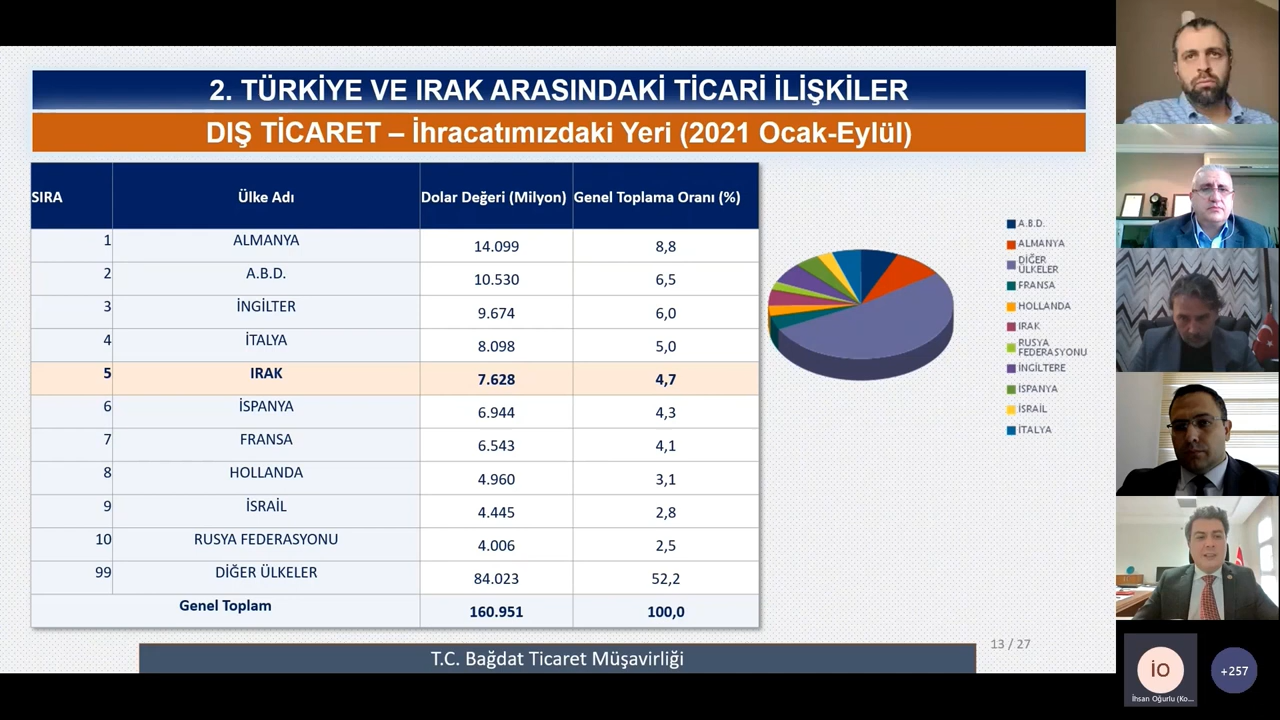 2. TÜRKİYE VE IRAK ARASINDAKİ TİCARİ İLİŞKİLER
DIŞ TİCARET – İhracatımızdaki Yeri (2021 Ocak-Eylül)
SIRA Ülke Adı Dolar Değeri (Milyon) Genel Toplama Oranı (%)
1 ALMANYA 14.099 8,8
2 A.B.D. 10.530 6,5
3 İNGİLTER 9.674 6,0
4 İTALYA 8.098 5,0
5 IRAK 7.628 4,7
6 İSPANYA 6.944 4,3
7 FRANSA 6.543 4,1
8 HOLLANDA 4.960 3,1
9 İSRAİL 4.445 2,8
10 RUSYA FEDERASYONU 4.006 2,5
99 DİĞER ÜLKELER 84.023 52,2
Genel Toplam 160.951 100,0
A.B.D.
ALMANYA
DİĞER
ÜLKELER
FRANSA
HOLLANDA
IRAK
RUSYA
FEDERASYONU
İNGİLTERE
İSPANYA
İSRAİL
İTALYA
13 / 27
T.C. Bağdat Ticaret Müşavirliği
İO
İhsan Oğurlu (Ko...
+257